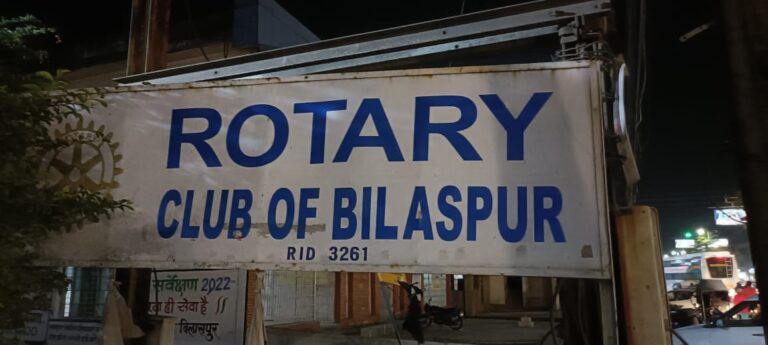 ROTARY
CLUB OF BILASPUR
RID 3261
सर्वेक्षण 2022-
ही सेवा है
बिलासपुर